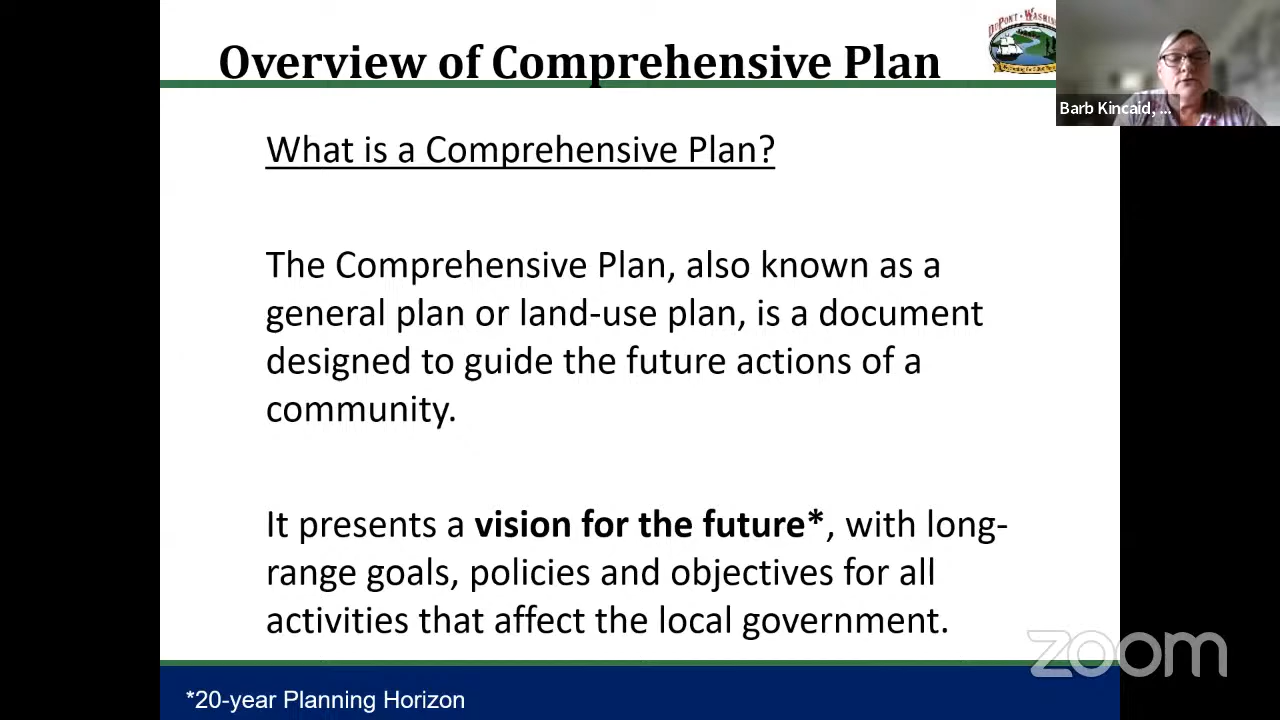 Overview of Comprehensive Plan
DUPONT • WASHIN
Barb Kincaid, ...
What is a Comprehensive Plan?
The Comprehensive Plan, also known as a
general plan or land-use plan, is a document
designed to guide the future actions of a
community.
It presents a vision for the future*, with long-
range goals, policies and objectives for all
activities that affect the local government.
zoom
*20-year Planning Horizon